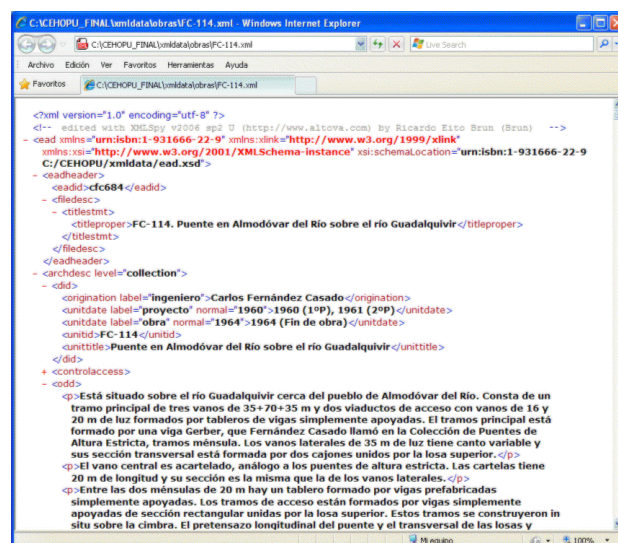 C:\CEHOPU_FINAL\xmldata\obras\FC-114.xml - Windows Internet Explorer
C:\CEHOPU_FINAL\xmldata\obras\FC-114.xml
Live Search
Archivo Edición Ver Favoritos Herramientas Ayuda
Favoritos C:\CEHOPU_FINAL\xmldata\obras\FC-114.xml
<?xml version="1.0" encoding="utf-8" ?>
<!-- edited with XMLSpy v2006 sp2 U (http://www.altova.com) by Ricardo Eito Brun (Brun) -->
- <ead xmlns="urn:isbn:1-931666-22-9" xmlns:xlink="http://www.w3.org/1999/xlink"
xmlns:xsi="http://www.w3.org/2001/XMLSchema-instance" xsi:schemaLocation="urn:isbn:1-931666-22-9
C:/CEHOPU/xmldata/ead.xsd">
- <eadheader>
<eadid>cfc684</eadid>
- <filedesc>
- <titlestmt>
<titleproper>FC-114. Puente en Almodóvar del Río sobre el río Guadalquivir</titleproper>
</titlestmt>
</filedesc>
</eadheader>
- <archdesc level="collection">
- <did>
<origination label="ingeniero">Carlos Fernández Casado</origination>
<unitdate label="proyecto" normal="1960">1960 (1ºP), 1961 (2ºP)</unitdate>
<unitdate label="obra" normal="1964">1964 (Fin de obra)</unitdate>
<unitid>FC-114</unitid>
<unittitle>Puente en Almodóvar del Río sobre el río Guadalquivir</unittitle>
</did>
+ <controlaccess>
- <odd>
<p>Está situado sobre el río Guadalquivir cerca del pueblo de Almodóvar del Río. Consta de un
tramo principal de tres vanos de 35+70+35 m y dos viaductos de acceso con vanos de 16 y
20 m de luz formados por tableros de vigas simplemente apoyadas. El tramos principal está
formado por una viga, que Fernández Casado llamó en la Colección de Puentes de
Altura Estricta, tramos ménsula. Los vanos laterales de 35 m de luz tiene canto variable y
sus sección transversal está formada por dos cajones unidos por la losa superior.</p>
<p>El vano central es acartelado, análogo a los puentes de altura estricta. Las cartelas tiene
20 m de longitud y su sección es la misma que la de los vanos laterales.</p>
<p>Entre las dos ménsulas de 20 m hay un tablero formado por vigas prefabricadas
simplemente apoyadas. Los tramos de acceso están formados por vigas simplemente
apoyadas de sección rectangular unidas por la losa superior. Estos tramos se construyeron in
situ sobre la cimbra. El pretensazo longitudinal del puente y el transversal de las losas y
Mi equipo 100%